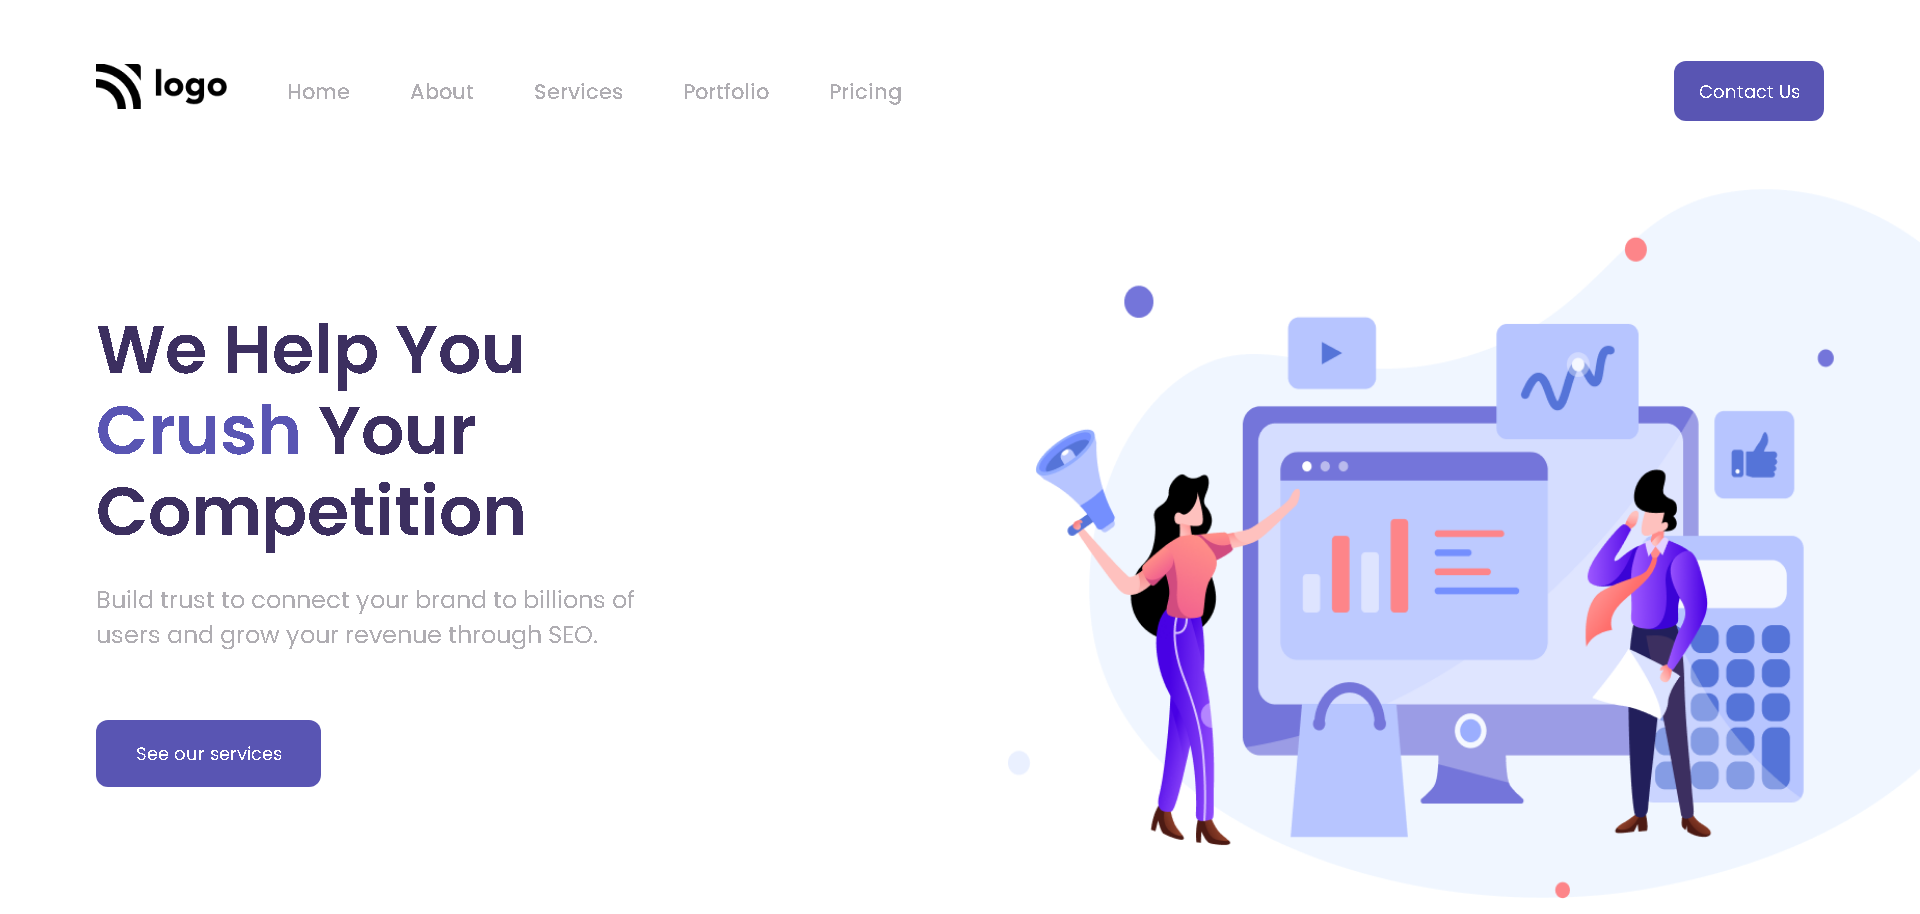 logo
Home
About
Services
Portfolio
Pricing
Contact Us
We Help You
Crush Your
Competition
Build trust to connect your brand to billions of
users and grow your revenue through SEO.
See our services